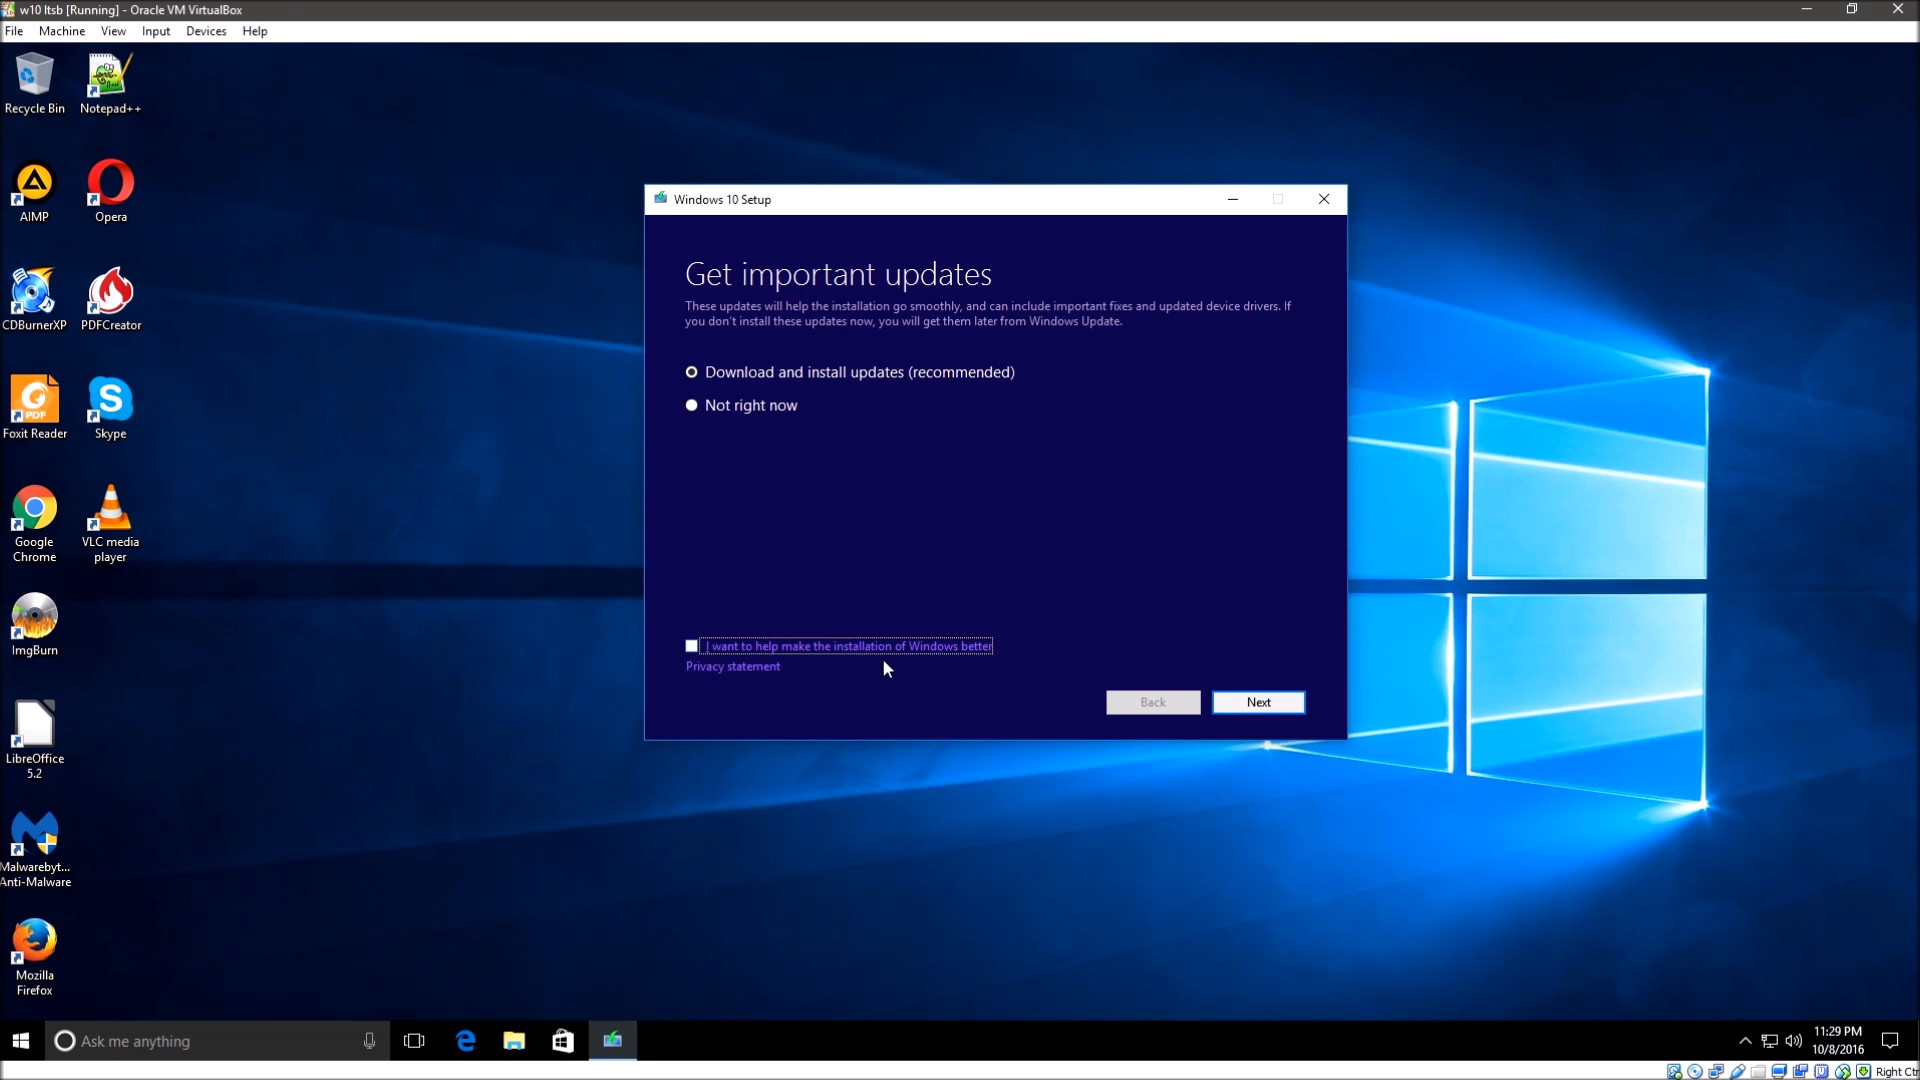 w10 ltsb [Running] - Oracle VM VirtualBox
File Machine View Input Devices Help
Recycle Bin
Notepad++
AIMP
Opera
CDBurnerXP
PDFCreator
Foxit Reader
Skype
Google
Chrome
VLC media
player
ImgBurn
LibreOffice
5.2
Malwarebyt...
Anti-Malware
Mozilla
Firefox
Windows 10 Setup
Get important updates
These updates will help the installation go smoothly, and can include important fixes and updated device drivers. If
you don't install these updates now, you will get them later from Windows Update.
Download and install updates (recommended)
Not right now
I want to help make the installation of Windows better
Privacy statement
Back
Next
Ask me anything
11:29 PM
10/8/2016
Right Ctr